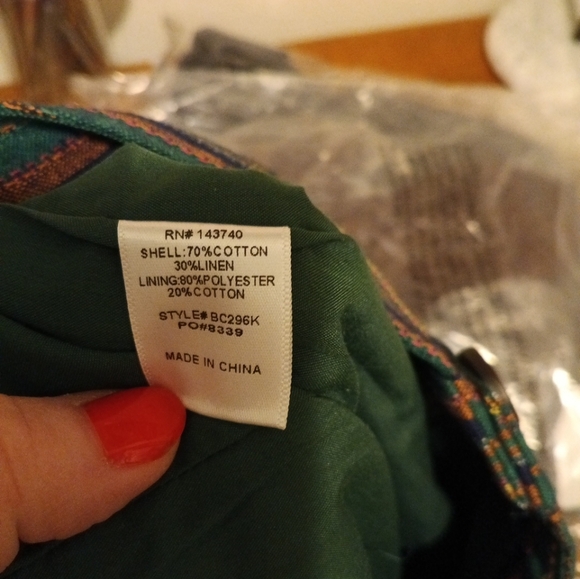 RN# 143740
SHELL:70%COTTON
30%LINEN
LINING:80%POLYESTER
20%COTTON
STYLE# BC296K
PO#8339
MADE IN CHINA